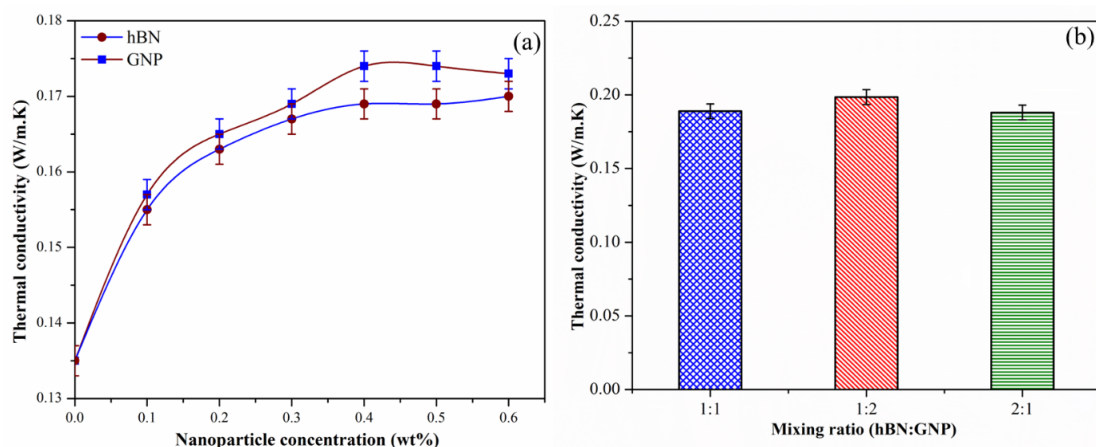 (a)
hBN
GNP
Thermal conductivity (W/m.K)
0.18
0.17
0.16
0.15
0.14
0.13
0.0 0.1 0.2 0.3 0.4 0.5 0.6
Nanoparticle concentration (wt%)
(b)
Thermal conductivity (W/m.K)
0.25
0.20
0.15
0.10
0.05
0.00
1:1 1:2 2:1
Mixing ratio (hBN:GNP)